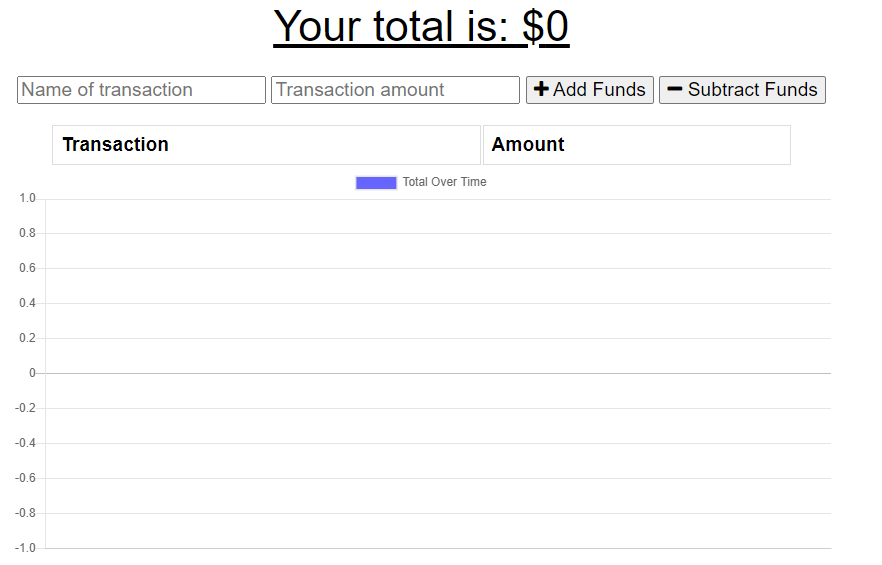 Your total is: $0
Name of transaction Transaction amount Add Funds Subtract Funds
Transaction Amount
Total Over Time
1.0
0.8
0.6
0.4
0.2
0
-0.2
-0.4
-0.6
-0.8
-1.0